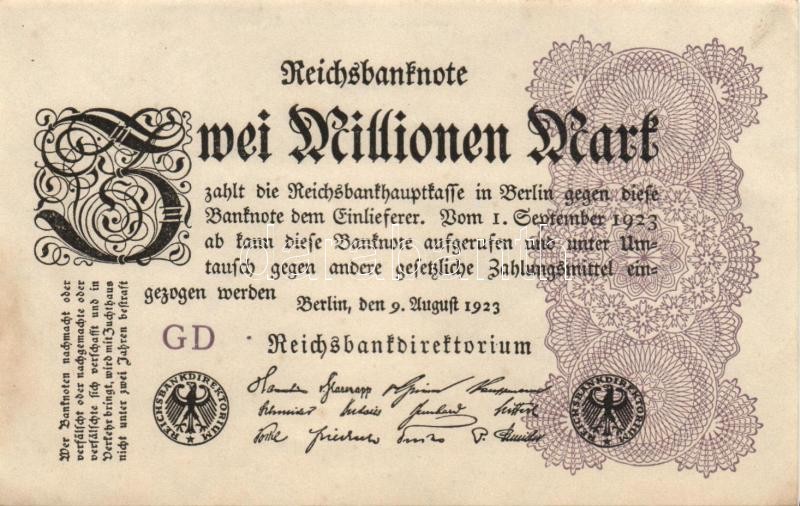 Reichsbanknote
Zwei Millionen Mark
zahlt die Reichsbankhauptkasse in Berlin gegen diese
Banknote dem Einlieferer. Vom 1. September 1923
ab kann diese Banknote aufgerufen und unter Um-
tausch gegen andere gesetzliche Zahlungsmittel ein-
gezogen werden
Berlin, den 9. August 1923
GD
Reichsbankdirektorium
Wer Banknoten nachmacht oder
verfälscht oder nachgemachte oder
verfälschte sich verschafft und in
Verkehr bringt, wird mit Zuchthaus
nicht unter zwei Jahren bestraft
REICHSBANKDIREKTORIUM
REICHSBANKDIREKTORIUM